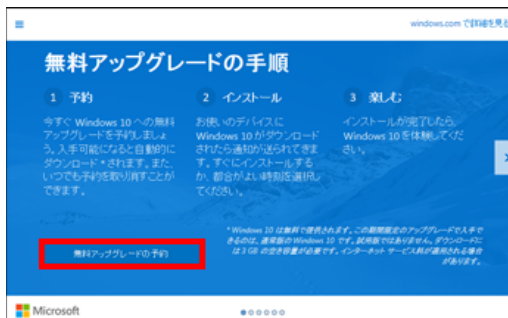 windows.com で詳細を見る
無料アップグレードの手順
1 予約
今すぐ Windows 10 への無料
アップグレードを予約しましょ
う。入手可能になると自動的に
ダウンロード*されます。また、
いつでも予約を取り消すことが
できます。
2 インストール
お使いのデバイスに
Windows 10 がダウンロード
されたら通知が送られてきま
す。すぐにインストールする
か、都合がよい時刻を選択し
てください。
3 楽しむ
インストールが完了したら、
Windows 10 を体験してくだ
さい。
*Windows 10 は無料で提供されます。この期間限定のアップグレードで入手で
きるのは、通常版の Windows 10 です。試用版ではありません。ダウンロードに
は 3 GB の空き容量が必要です。インターネット サービス料が適用される場合
があります。
無料アップグレードの予約
Microsoft